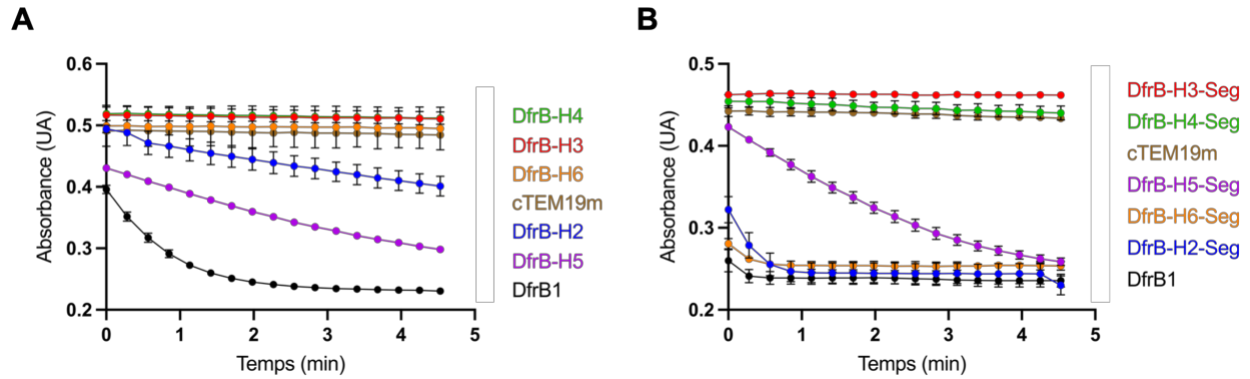 A
Absorbance (UA)
0.6
0.5
0.4
0.3
0.2
0
1
2
3
4
5
Temps (min)
DfrB-H4
DfrB-H3
DfrB-H6
cTEM19m
DfrB-H2
DfrB-H5
DfrB1
B
Absorbance (UA)
0.5
0.4
0.3
0.2
0
1
2
3
4
5
Temps (min)
DfrB-H3-Seg
DfrB-H4-Seg
cTEM19m
DfrB-H5-Seg
DfrB-H6-Seg
DfrB-H2-Seg
DfrB1